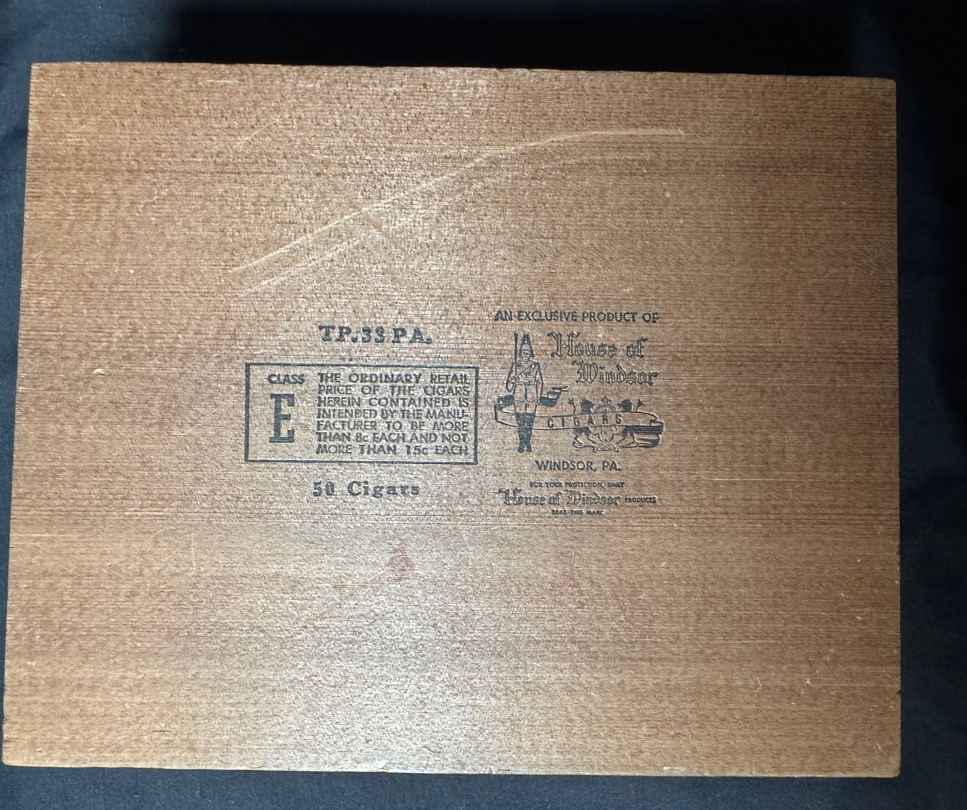 TP.33 PA.
CLASS
E
THE ORDINARY RETAIL
PRICE OF THE CIGARS
HEREIN CONTAINED IS
INTENDED BY THE MANU-
FACTURER TO BE MORE
THAN 8c EACH AND NOT
MORE THAN 15c EACH
50 Cigars
AN EXCLUSIVE PRODUCT OF
House of
Windsor
CIGARS
WINDSOR, PA.
FOR YOUR PROTECTION, ONLY
House of Windsor PRODUCTS
BEAR THIS MARK